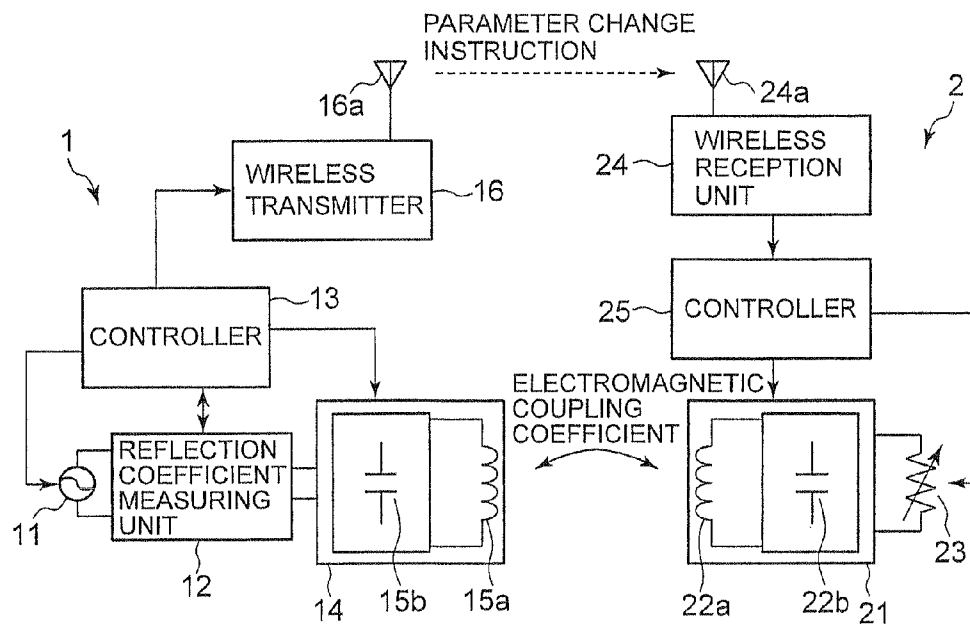 PARAMETER CHANGE
INSTRUCTION
16a
24a
2
1
WIRELESS
TRANSMITTER
16
24
WIRELESS
RECEPTION
UNIT
13
CONTROLLER
25
CONTROLLER
ELECTROMAGNETIC
COUPLING
COEFFICIENT
REFLECTION
COEFFICIENT
MEASURING
UNIT
11
12
14
15b
15a
22a
22b
21
23